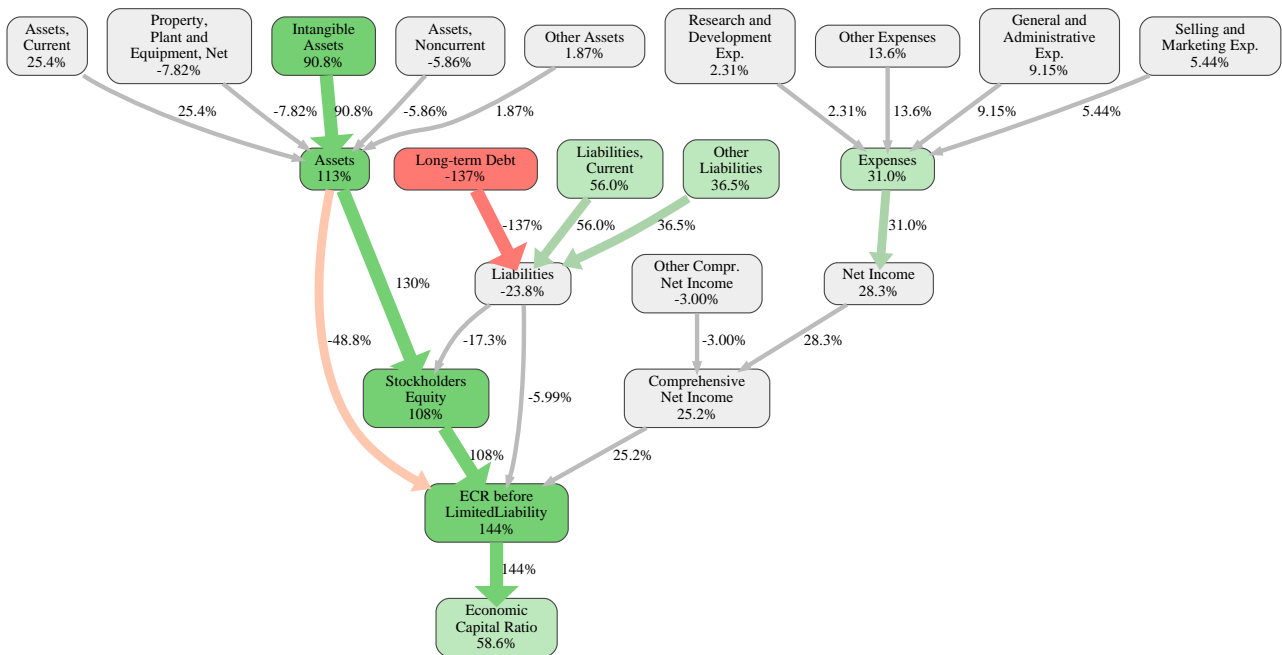 Assets,
Current
25.4%
Property,
Plant and
Equipment, Net
-7.82%
Intangible
Assets
90.8%
Assets,
Noncurrent
-5.86%
Other Assets
1.87%
Research and
Development
Exp.
2.31%
Other Expenses
13.6%
General and
Administrative
Exp.
9.15%
Selling and
Marketing Exp.
5.44%
25.4%
-7.82%
90.8%
-5.86%
1.87%
2.31%
13.6%
9.15%
5.44%
Assets
113%
Long-term Debt
-137%
Liabilities,
Current
56.0%
Other
Liabilities
36.5%
Expenses
31.0%
-137%
56.0%
36.5%
31.0%
130%
Liabilities
-23.8%
Other Compr.
Net Income
-3.00%
Net Income
28.3%
-48.8%
-17.3%
-3.00%
28.3%
Stockholders
Equity
108%
-5.99%
Comprehensive
Net Income
25.2%
108%
25.2%
ECR before
LimitedLiability
144%
144%
Economic
Capital Ratio
58.6%